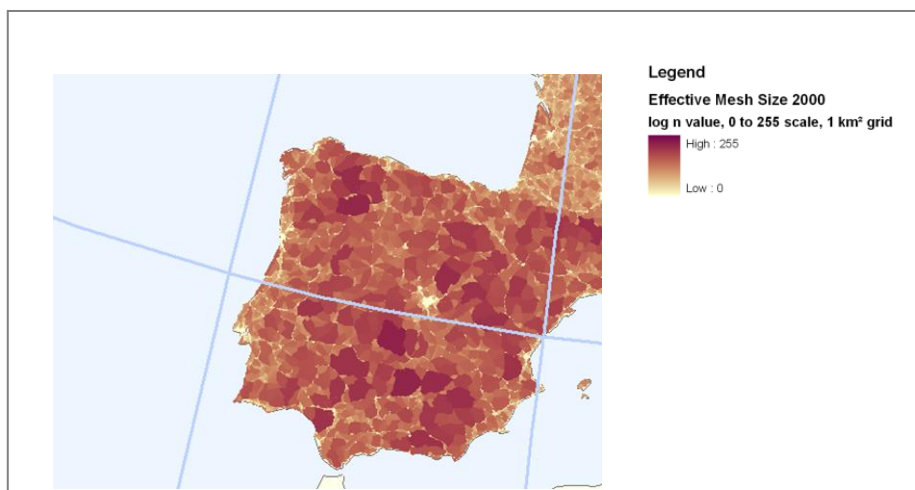 Legend
Effective Mesh Size 2000
log n value, 0 to 255 scale, 1 km² grid
High : 255
Low : 0